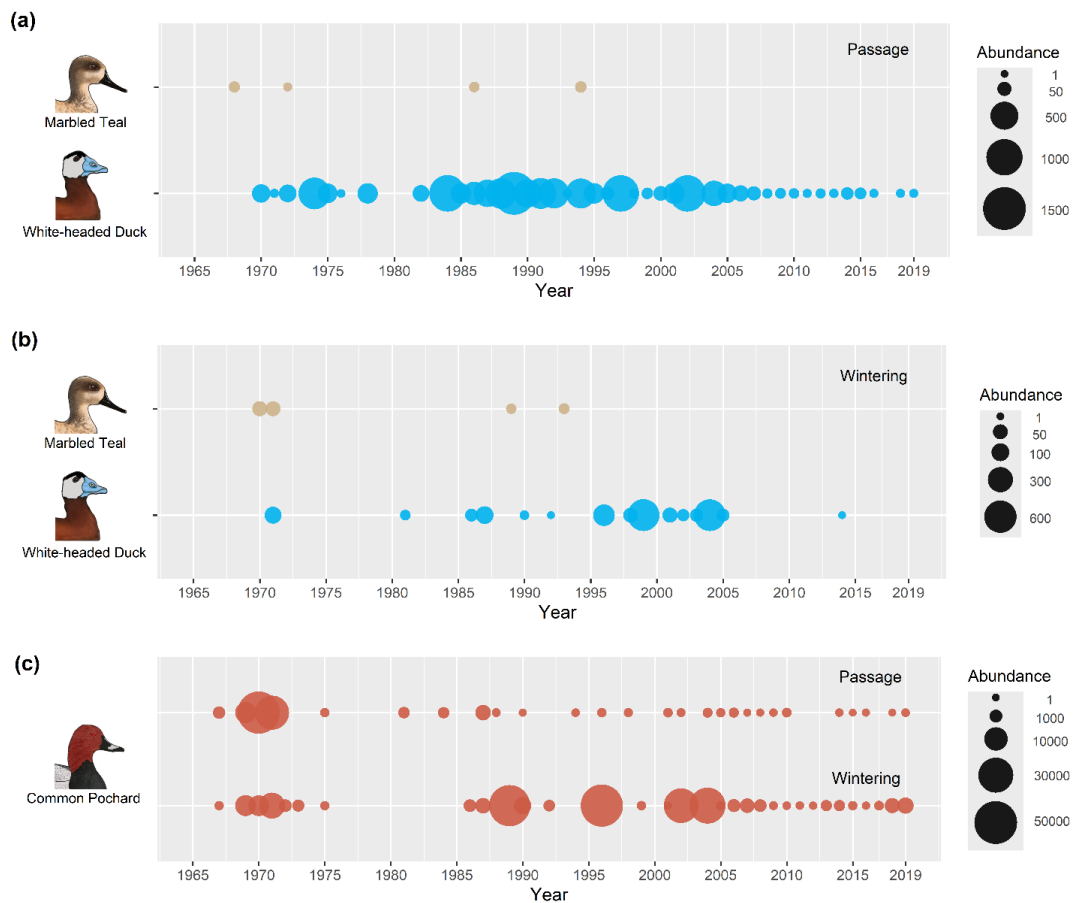 (a)
Passage
Marbled Teal
White-headed Duck
1965 1970 1975 1980 1985 1990 1995 2000 2005 2010 2015 2019
Year
Abundance
1
50
500
1000
1500
(b)
Wintering
Marbled Teal
White-headed Duck
1965 1970 1975 1980 1985 1990 1995 2000 2005 2010 2015 2019
Year
Abundance
1
50
100
300
600
(c)
Passage
Wintering
Common Pochard
1965 1970 1975 1980 1985 1990 1995 2000 2005 2010 2015 2019
Year
Abundance
1
1000
10000
30000
50000